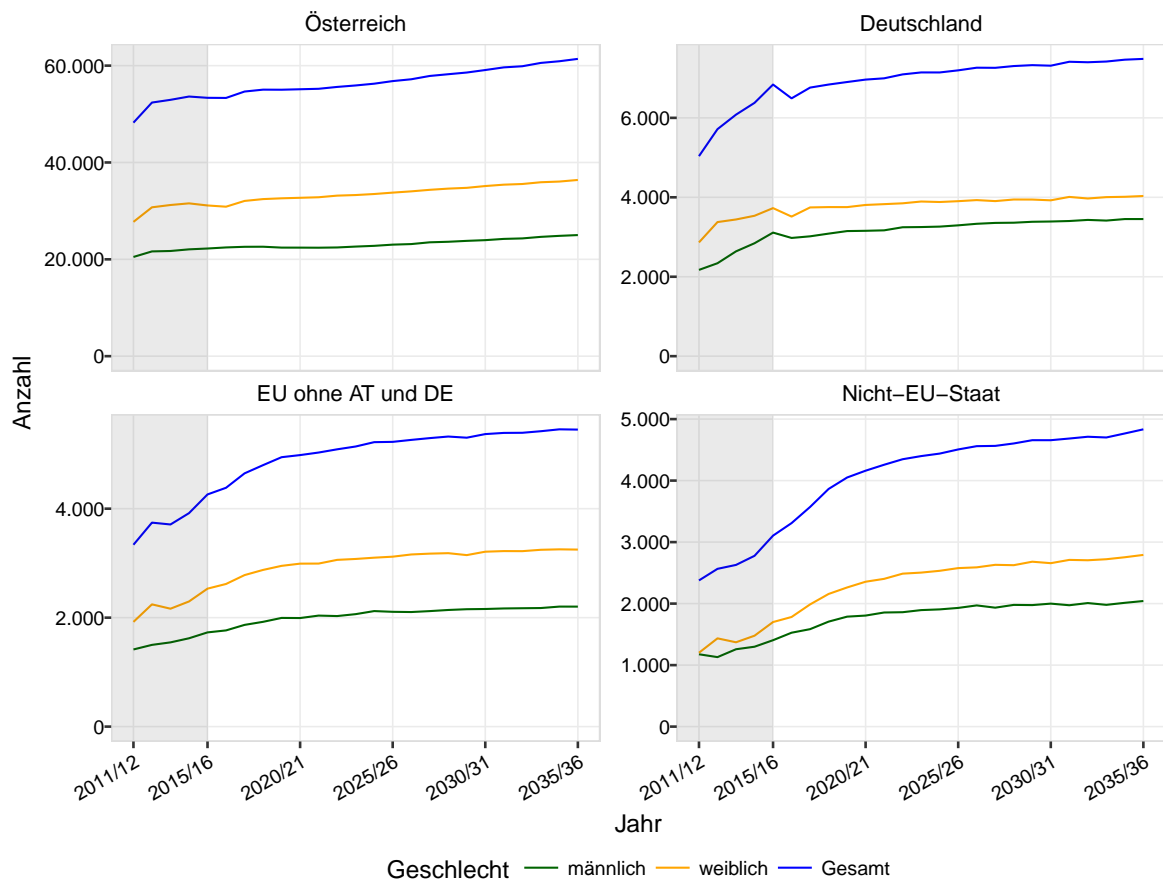 Österreich
Deutschland
60.000
40.000
20.000
0
6.000
4.000
2.000
0
Anzahl
EU ohne AT und DE
Nicht−EU−Staat
4.000
2.000
0
5.000
4.000
3.000
2.000
1.000
0
2011/12 2015/16 2020/21 2025/26 2030/31 2035/36
2011/12 2015/16 2020/21 2025/26 2030/31 2035/36
Jahr
Geschlecht männlich weiblich Gesamt